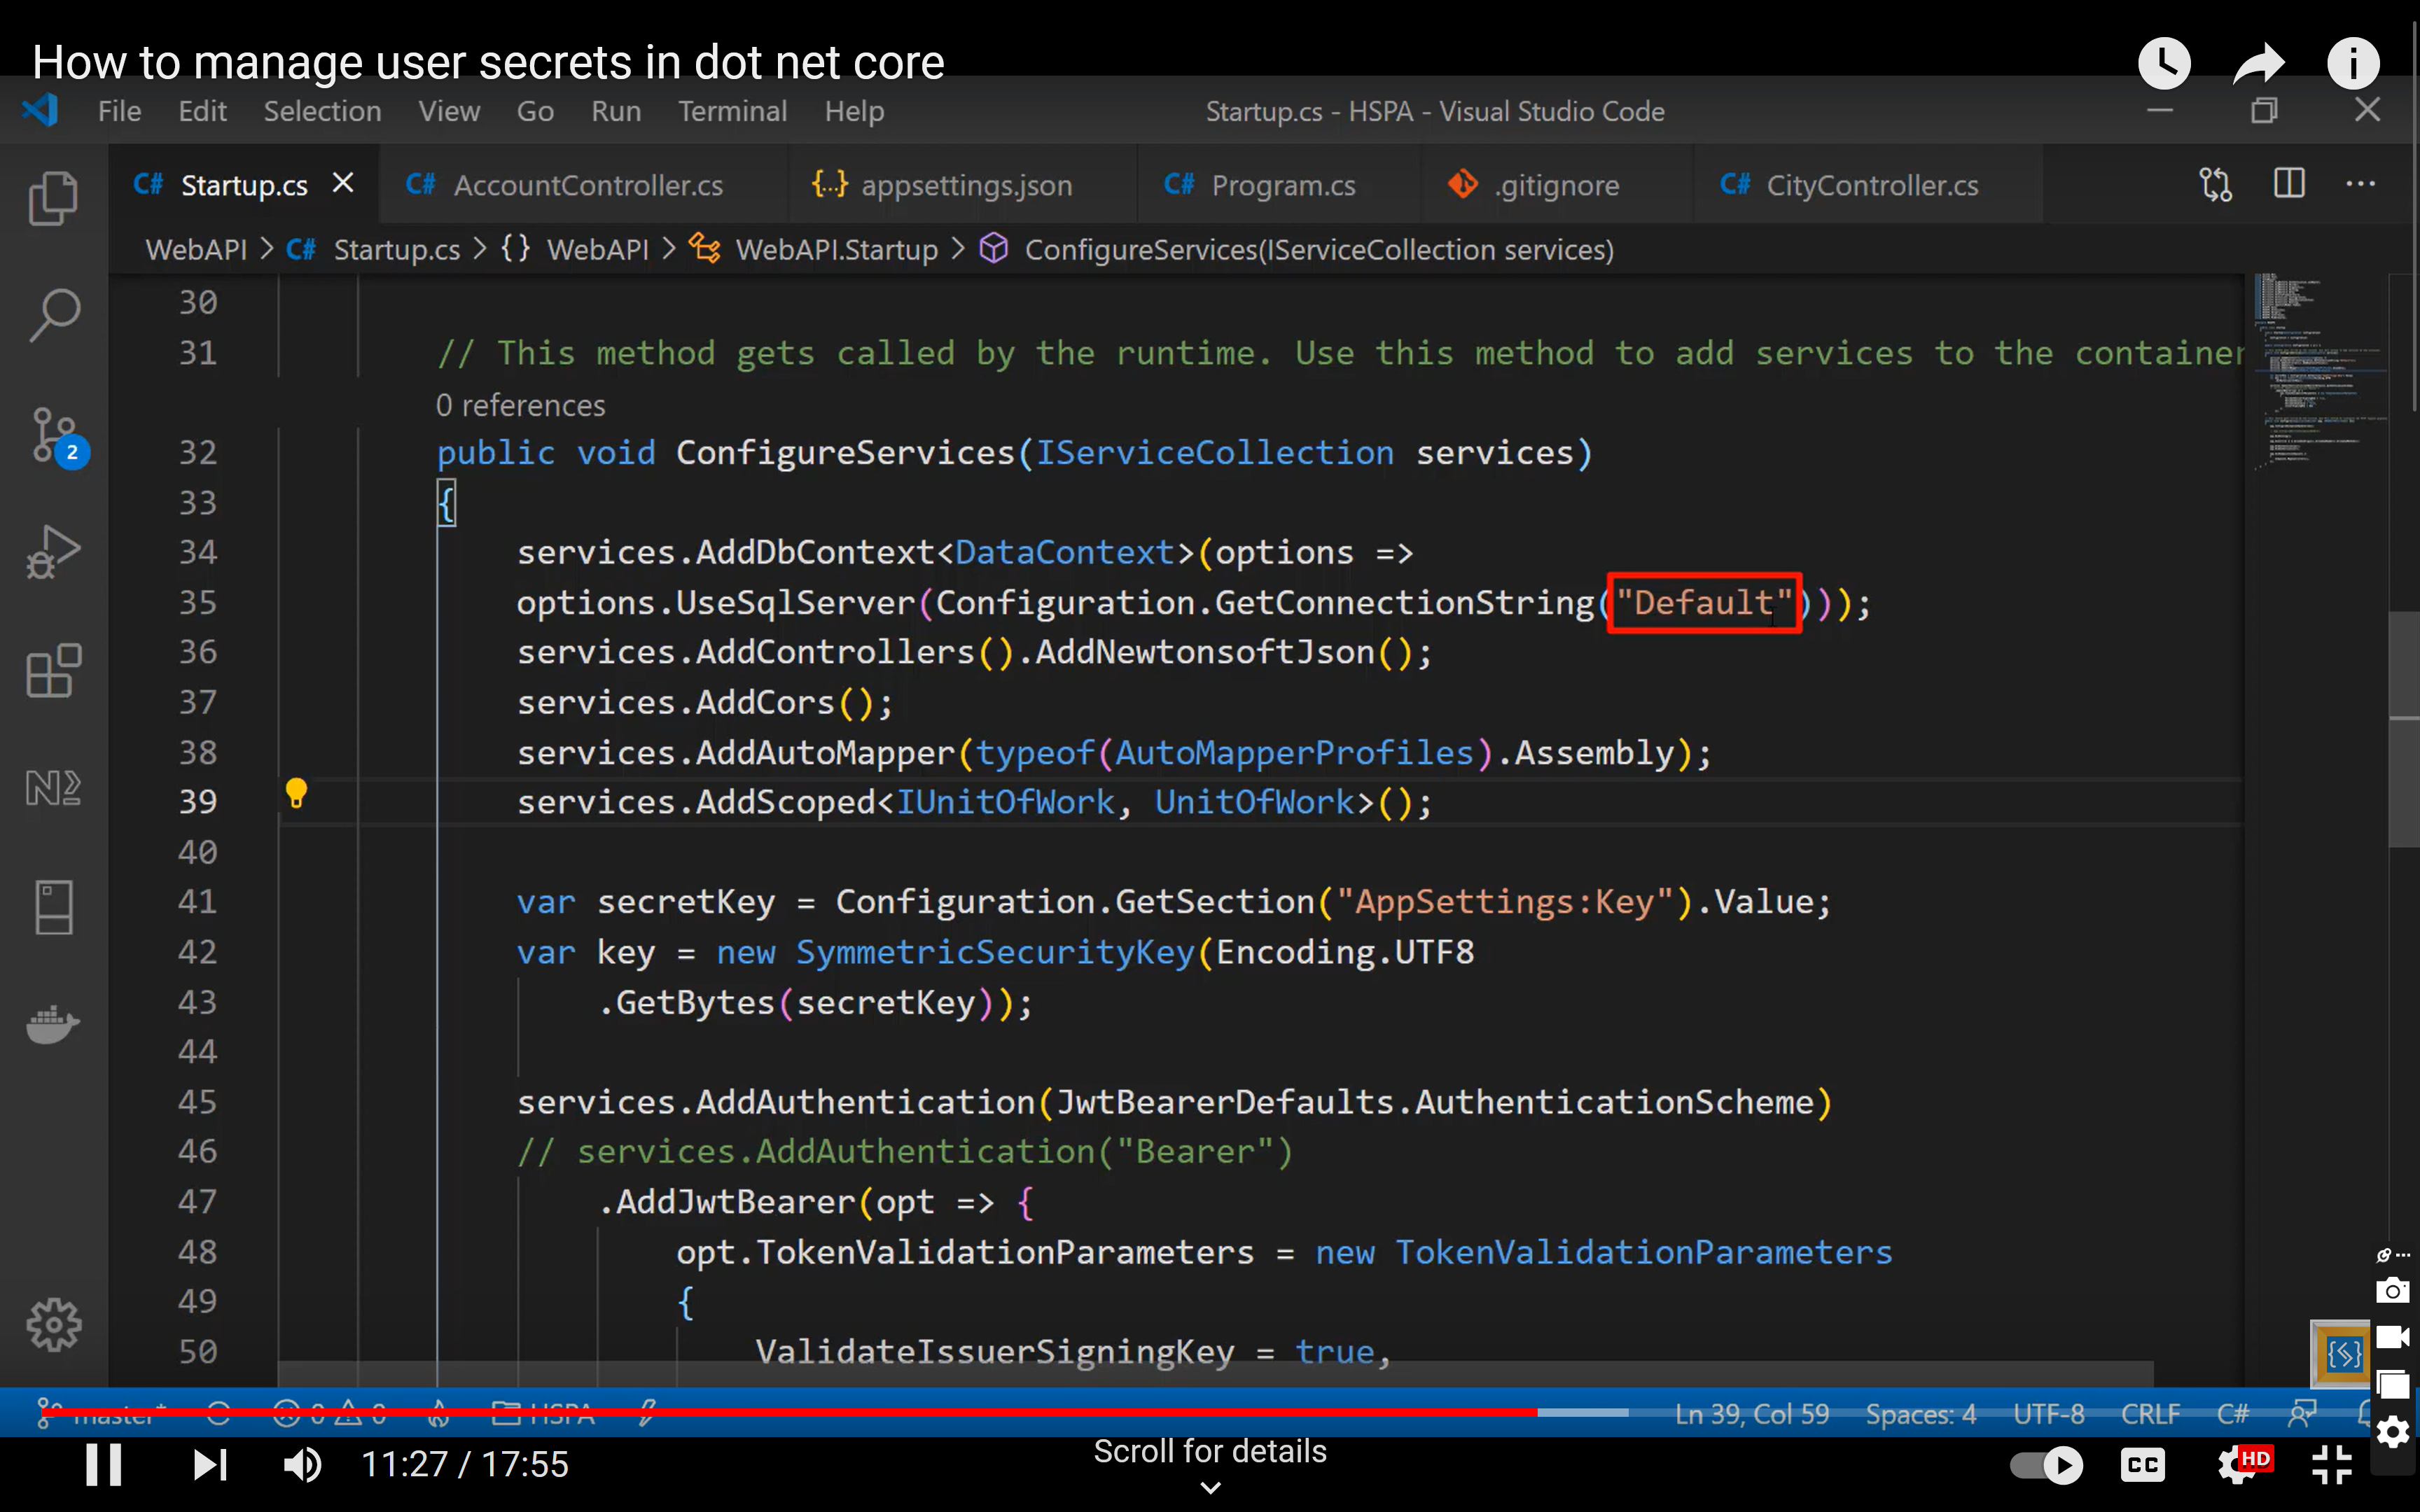 How to manage user secrets in dot net core
File Edit Selection View Go Run Terminal Help Startup.cs - HSPA - Visual Studio Code
C# Startup.cs C# AccountController.cs {..} appsettings.json C# Program.cs .gitignore C# CityController.cs ...
WebAPI > C# Startup.cs > {} WebAPI > WebAPI.Startup > ConfigureServices(IServiceCollection services)
30
31 // This method gets called by the runtime. Use this method to add services to the container
0 references
32 public void ConfigureServices(IServiceCollection services)
33 {
34 services.AddDbContext<DataContext>(options =>
35 options.UseSqlServer(Configuration.GetConnectionString("Default")));
36 services.AddControllers().AddNewtonsoftJson();
37 services.AddCors();
38 services.AddAutoMapper(typeof(AutoMapperProfiles).Assembly);
39 services.AddScoped<IUnitOfWork, UnitOfWork>();
40
41 var secretKey = Configuration.GetSection("AppSettings:Key").Value;
42 var key = new SymmetricSecurityKey(Encoding.UTF8
43 .GetBytes(secretKey));
44
45 services.AddAuthentication(JwtBearerDefaults.AuthenticationScheme)
46 // services.AddAuthentication("Bearer")
47 .AddJwtBearer(opt => {
48 opt.TokenValidationParameters = new TokenValidationParameters
49 {
50 ValidateIssuerSigningKey = true,
2
master* 0 0 HSPA Ln 39, Col 59 Spaces: 4 UTF-8 CRLF C#
11:27 / 17:55 Scroll for details CC HD